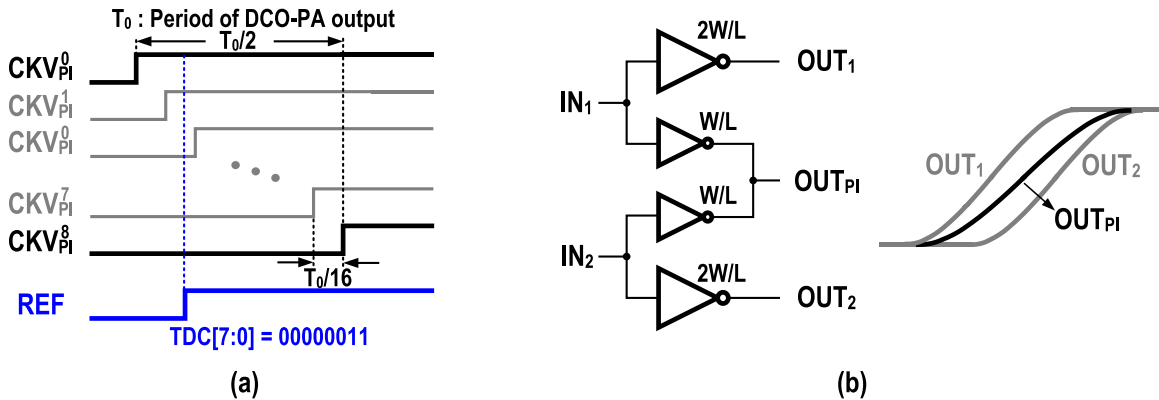 T0 : Period of DCO-PA output
T0/2
CKV0PI
CKV1PI
CKV0PI
CKV7PI
CKV8PI
T0/16
REF
TDC[7:0] = 00000011
(a)
2W/L
OUT1
IN1
W/L
OUTPI
W/L
IN2
2W/L
OUT2
OUT1
OUT2
OUTPI
(b)